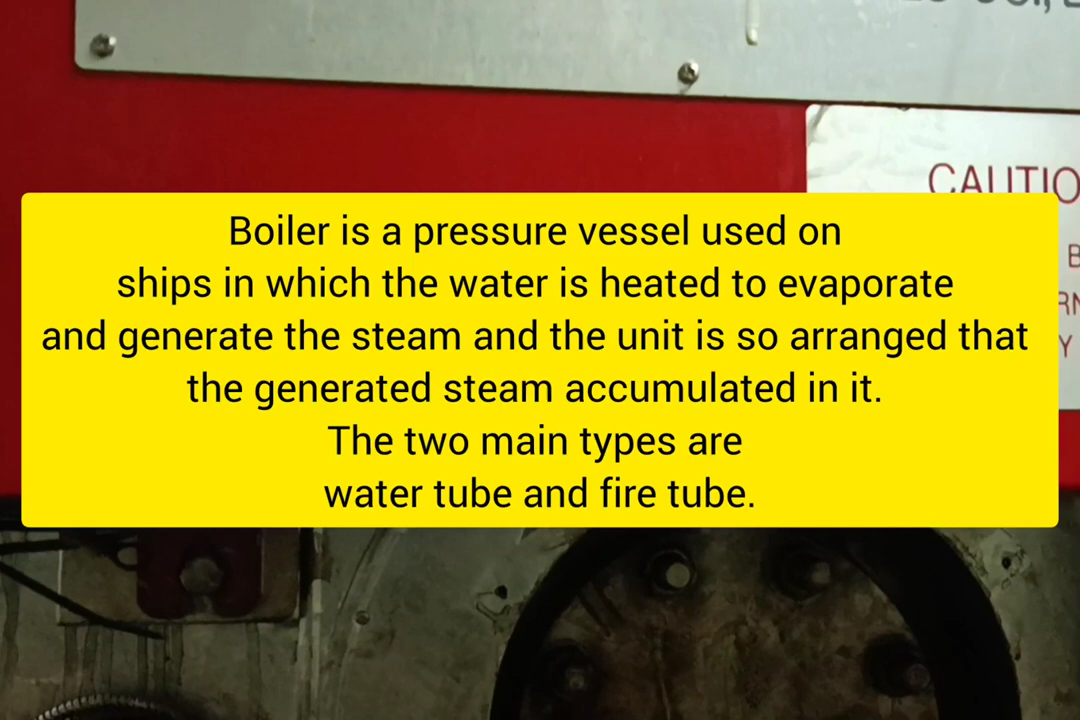 CAUTIO
Boiler is a pressure vessel used on
ships in which the water is heated to evaporate
and generate the steam and the unit is so arranged that
the generated steam accumulated in it.
The two main types are
water tube and fire tube.